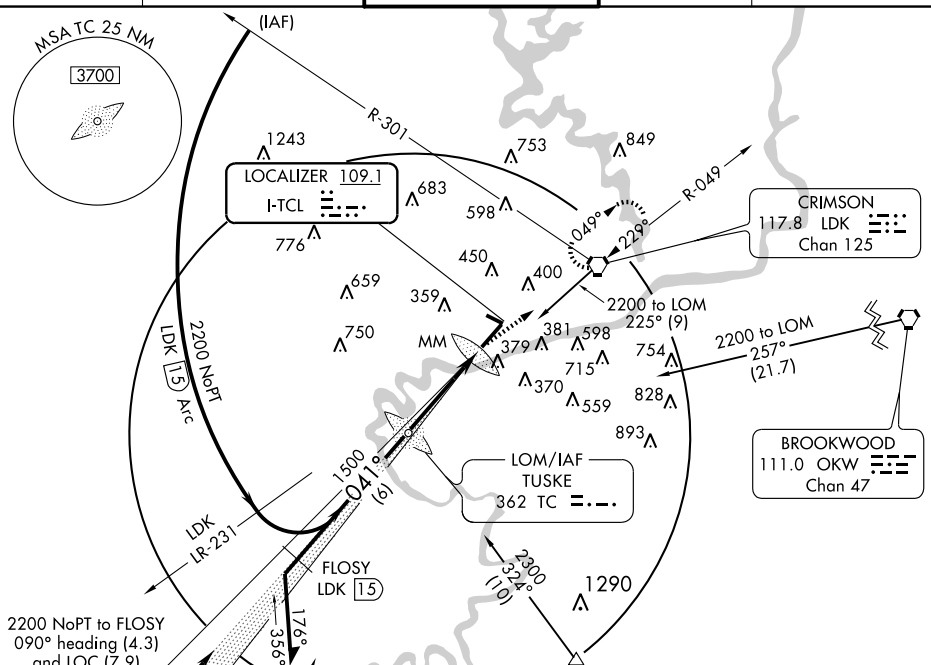 (IAF)
MSA TC 25 NM
3700
R-301
1243
753
849
LOCALIZER 109.1
I-TCL
683
598
776
R-049
049°
229°
CRIMSON
117.8 LDK
Chan 125
450
400
659
359
750
2200 to LOM
225° (9)
2200 NoPT
LDK 15 Arc
MM
379
381
598
715
754
2200 to LOM
257°
(21.7)
370
559
828
893
BROOKWOOD
111.0 OKW
Chan 47
1500
041°
(6)
LOM/IAF
TUSKE
362 TC
LDK
LR-231
FLOSY
LDK 15
2300
324°
(10)
1290
176°
356°
2200 NoPT to FLOSY
090° heading (4.3)
and LOC (7.9)